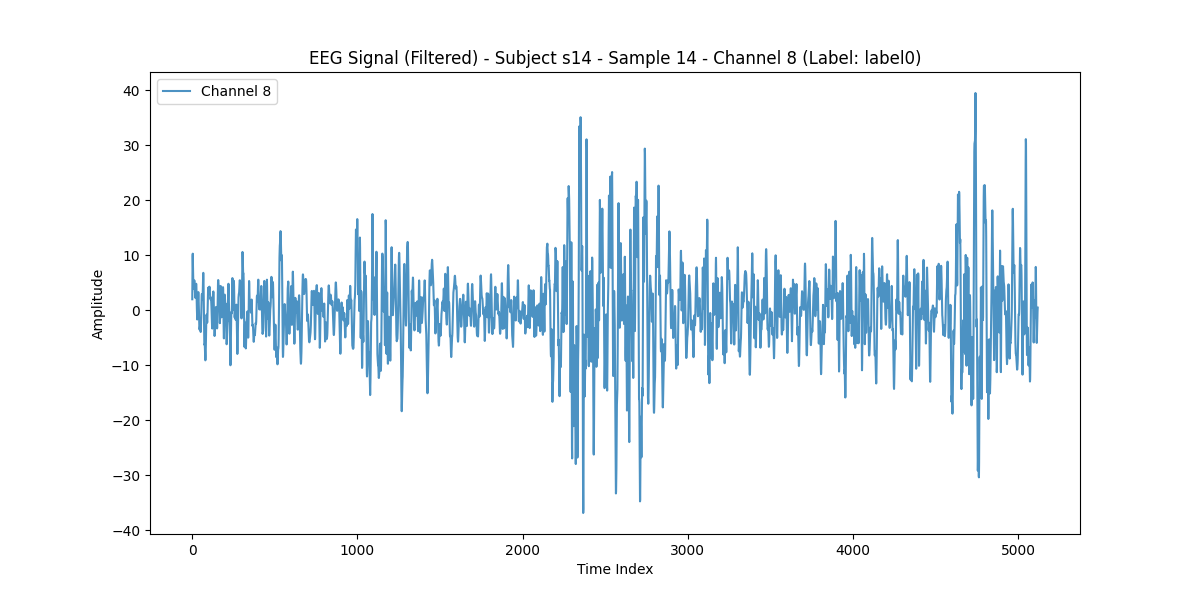 EEG Signal (Filtered) - Subject s14 - Sample 14 - Channel 8 (Label: label0)
Channel 8
40
30
20
10
0
−10
−20
−30
−40
Amplitude
0 1000 2000 3000 4000 5000
Time Index